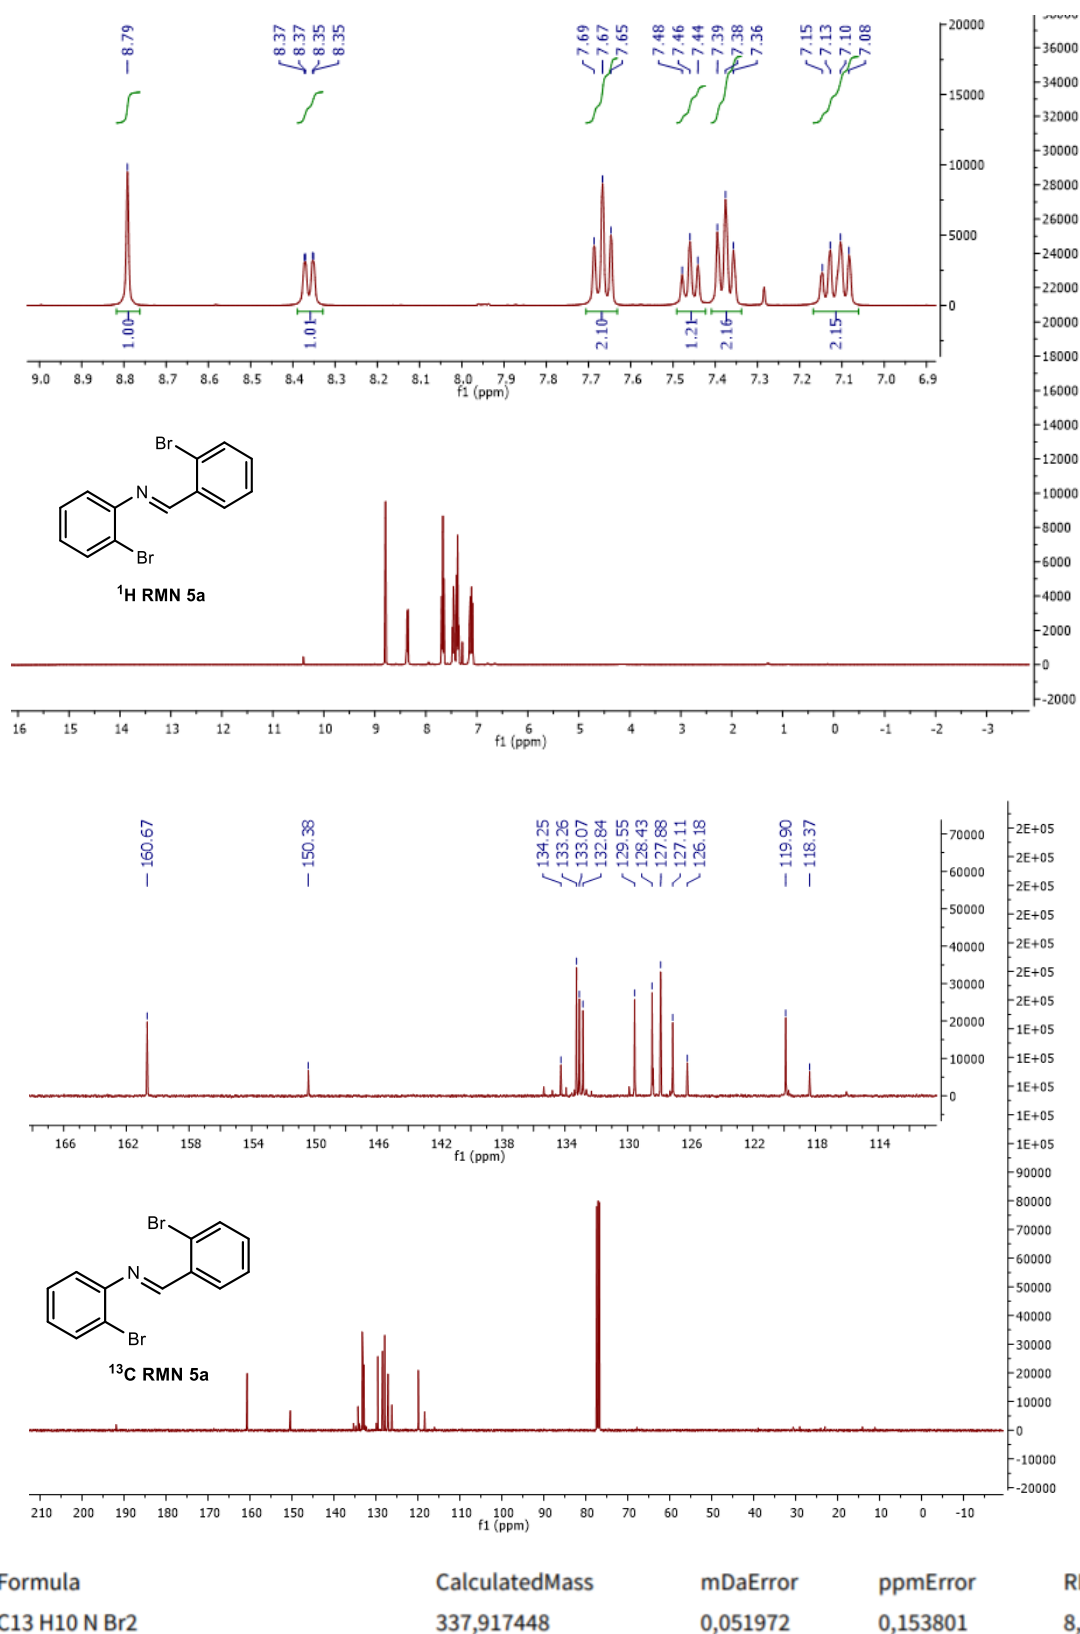 8.79
8.37
8.37
8.35
8.35
7.69
7.67
7.65
7.48
7.46
7.44
7.39
7.38
7.36
7.15
7.13
7.10
7.08
20000
15000
10000
5000
0
1.00
1.01
2.10
1.21
2.16
2.15
9.0 8.9 8.8 8.7 8.6 8.5 8.4 8.3 8.2 8.1 8.0 7.9 7.8 7.7 7.6 7.5 7.4 7.3 7.2 7.1 7.0 6.9
f1 (ppm)
36000
34000
32000
30000
28000
26000
24000
22000
20000
18000
16000
14000
12000
10000
8000
6000
4000
2000
0
-2000
Br
N
Br
¹H RMN 5a
16 15 14 13 12 11 10 9 8 7 6 5 4 3 2 1 0 -1 -2 -3
f1 (ppm)
160.67
150.38
134.25
133.26
133.07
132.84
129.55
128.43
127.88
127.11
126.18
119.90
118.37
70000
60000
50000
40000
30000
20000
10000
0
166 162 158 154 150 146 142 138 134 130 126 122 118 114
f1 (ppm)
2E+05
2E+05
2E+05
2E+05
2E+05
2E+05
2E+05
1E+05
1E+05
1E+05
1E+05
1E+05
90000
80000
70000
60000
50000
40000
30000
20000
10000
0
-10000
-20000
Br
N
Br
¹³C RMN 5a
210 200 190 180 170 160 150 140 130 120 110 100 90 80 70 60 50 40 30 20 10 0 -10
f1 (ppm)
Formula CalculatedMass mDaError ppmError
C13 H10 N Br2 337,917448 0,051972 0,153801 8,